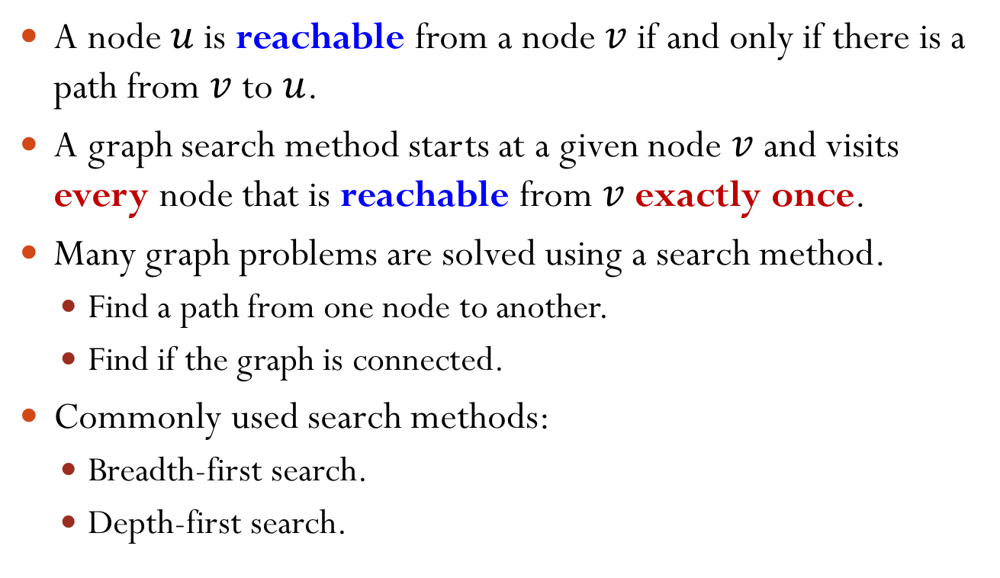 • A node u is reachable from a node v if and only if there is a
path from v to u.
• A graph search method starts at a given node v and visits
every node that is reachable from v exactly once.
• Many graph problems are solved using a search method.
• Find a path from one node to another.
• Find if the graph is connected.
• Commonly used search methods:
• Breadth-first search.
• Depth-first search.